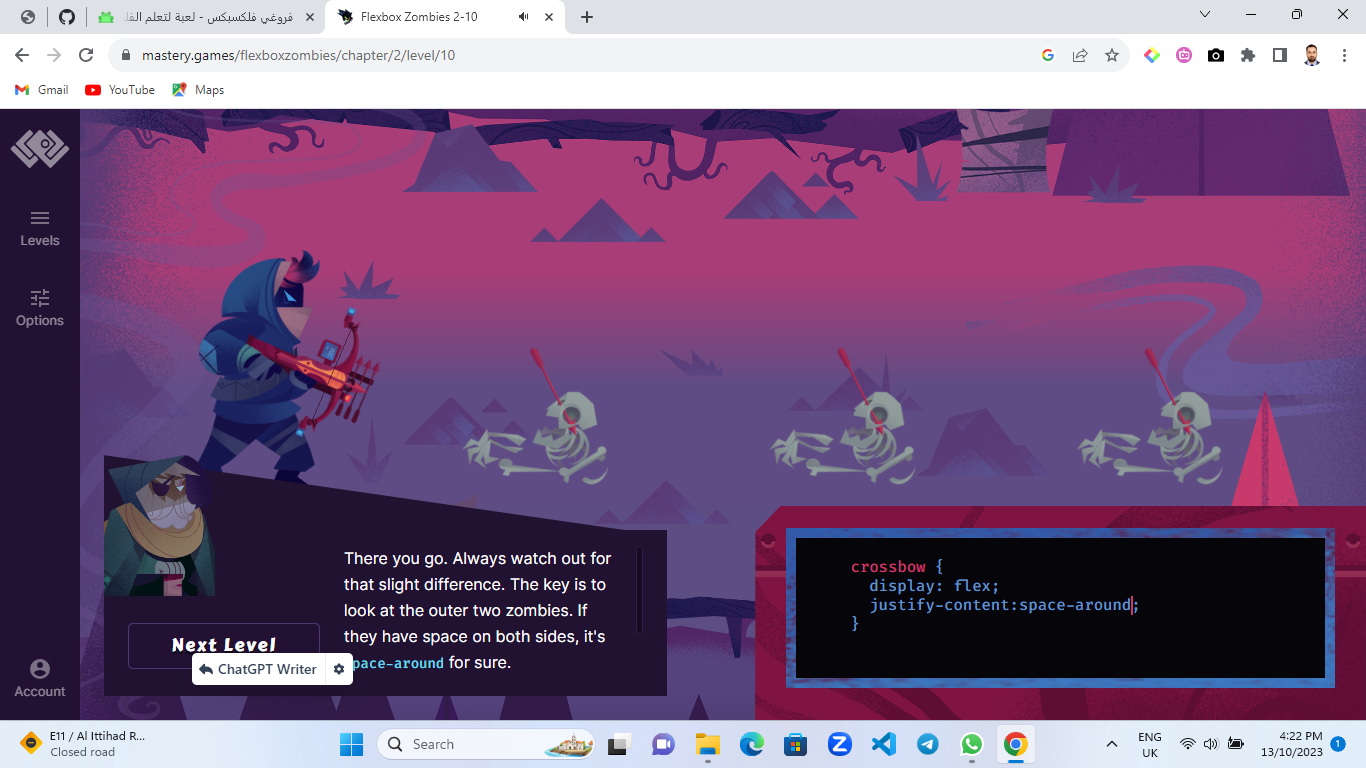 فروغي فلكسبكس - لعبة لتعلم الفل
Flexbox Zombies 2-10
mastery.games/flexboxzombies/chapter/2/level/10
Gmail
YouTube
Maps
Levels
Options
Account
There you go. Always watch out for
that slight difference. The key is to
look at the outer two zombies. If
they have space on both sides, it's
space-around for sure.
Next Level
ChatGPT Writer
crossbow {
display: flex;
justify-content:space-around;
}
E11 / Al Ittihad R...
Closed road
Search
ENG
UK
4:22 PM
13/10/2023
1